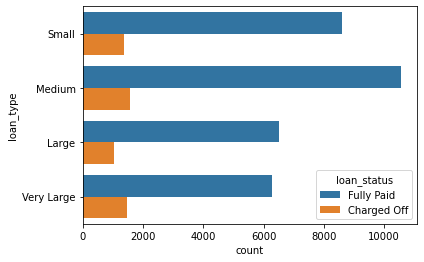 Small
Medium
Large
Very Large
loan_type
0 2000 4000 6000 8000 10000
count
loan_status
Fully Paid
Charged Off